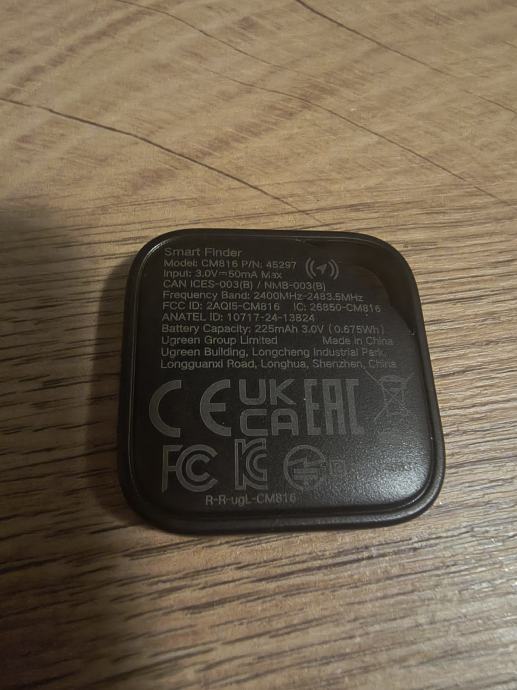 Smart Finder
Model: CM816 P/N: 45297
Input: 3.0V⎓50mA Max
CAN ICES-003(B) / NMB-003(B)
Frequency Band: 2400MHz-2483.5MHz
FCC ID: 2AQI5-CM816 IC: 26850-CM816
ANATEL ID: 10717-24-13824
Battery Capacity: 225mAh 3.0V (0.675Wh)
Ugreen Group Limited Made in China
Ugreen Building, Longcheng Industrial Park,
Longguanxi Road, Longhua, Shenzhen, China
CE UK CA EAC
FC KC R
R-R-ugL-CM816